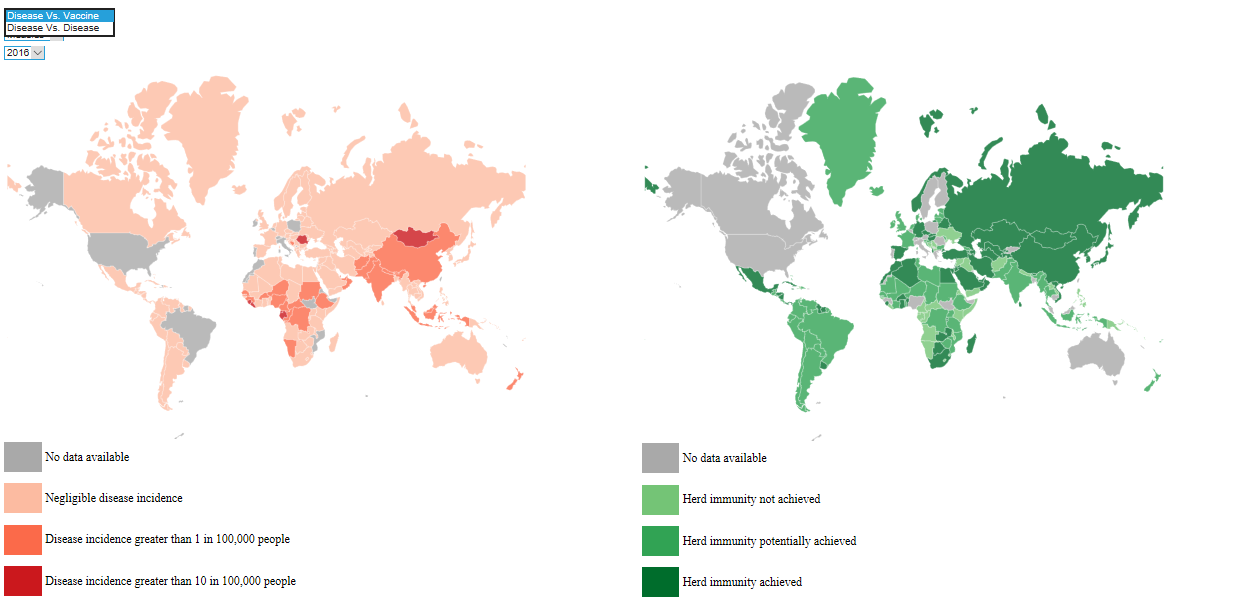 Disease Vs. Vaccine
Disease Vs. Disease
2016
No data available
Negligible disease incidence
Disease incidence greater than 1 in 100,000 people
Disease incidence greater than 10 in 100,000 people
No data available
Herd immunity not achieved
Herd immunity potentially achieved
Herd immunity achieved